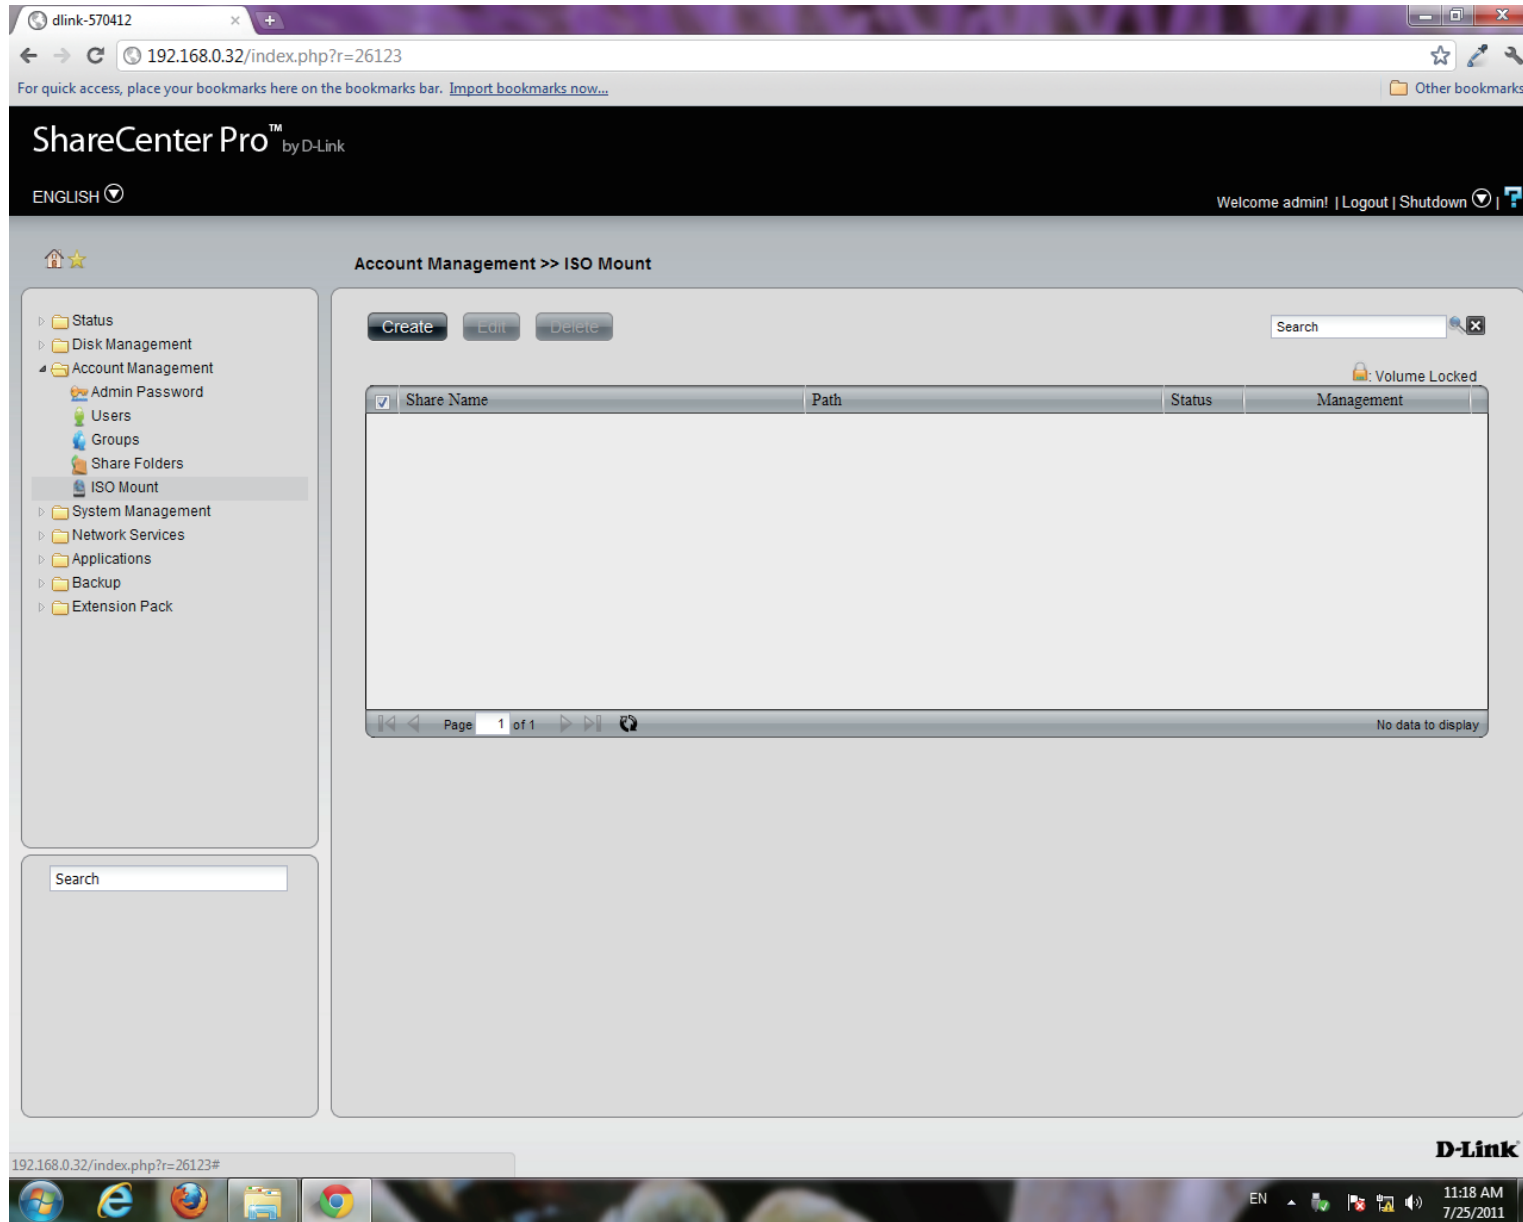 dlink-570412
192.168.0.32/index.php?r=26123
For quick access, place your bookmarks here on the bookmarks bar. Import bookmarks now...
Other bookmarks
ShareCenter Pro™ by D-Link
ENGLISH
Welcome admin! | Logout | Shutdown | ?
Account Management >> ISO Mount
Status
Disk Management
Account Management
Admin Password
Users
Groups
Share Folders
ISO Mount
System Management
Network Services
Applications
Backup
Extension Pack
Search
Create Edit Delete
Search
: Volume Locked
Share Name Path Status Management
Page 1 of 1
No data to display
D-Link
192.168.0.32/index.php?r=26123#
EN
11:18 AM
7/25/2011